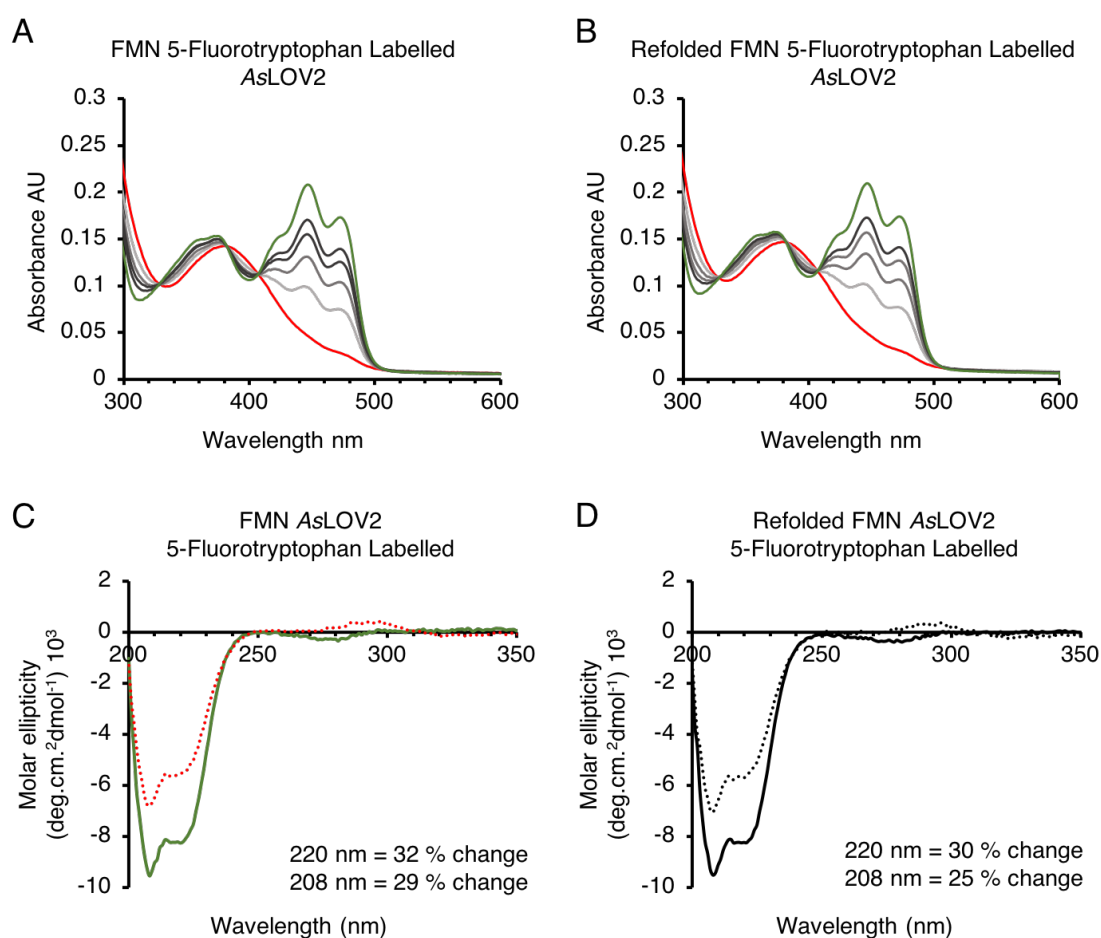 A
FMN 5-Fluorotryptophan Labelled
AsLOV2
0.3
0.25
0.2
0.15
0.1
0.05
0
Absorbance AU
300
400
500
600
Wavelength nm
B
Refolded FMN 5-Fluorotryptophan Labelled
AsLOV2
0.3
0.25
0.2
0.15
0.1
0.05
0
Absorbance AU
300
400
500
600
Wavelength nm
C
FMN AsLOV2
5-Fluorotryptophan Labelled
2
0
-2
-4
-6
-8
-10
Molar ellipticity
(deg.cm.²dmol⁻¹) 10³
200
250
300
350
220 nm = 32 % change
208 nm = 29 % change
Wavelength (nm)
D
Refolded FMN AsLOV2
5-Fluorotryptophan Labelled
2
0
-2
-4
-6
-8
-10
Molar ellipticity
(deg.cm.²dmol⁻¹) 10³
200
250
300
350
220 nm = 30 % change
208 nm = 25 % change
Wavelength (nm)